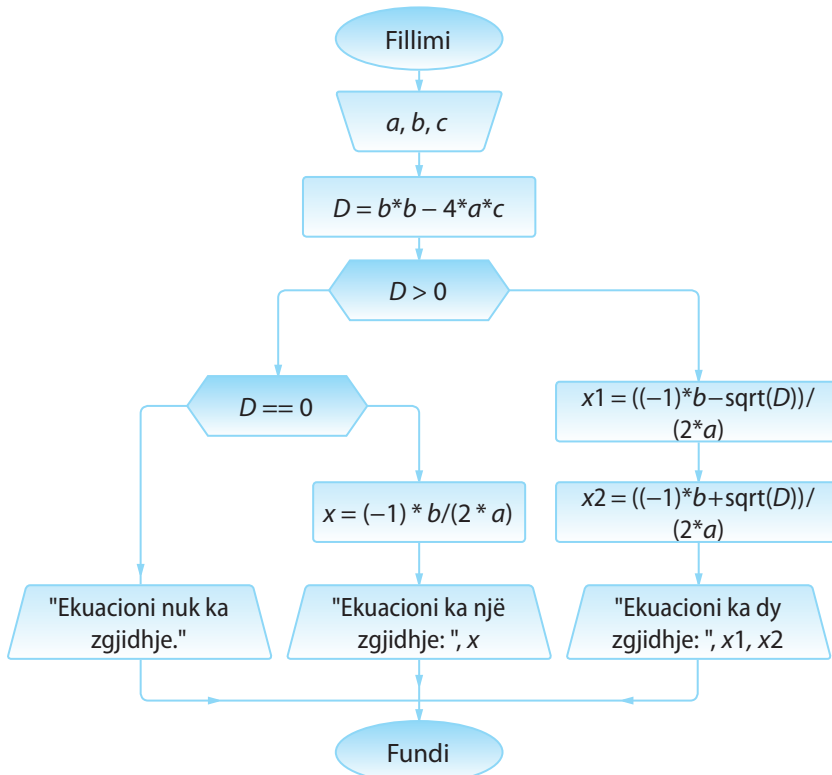 Fillimi
a, b, c
D = b*b − 4*a*c
D > 0
D == 0
x1 = ((−1)*b−sqrt(D))/
(2*a)
x = (−1) * b/(2 * a)
x2 = ((−1)*b+sqrt(D))/
(2*a)
"Ekuacioni nuk ka
zgjidhje."
"Ekuacioni ka një
zgjidhje: ", x
"Ekuacioni ka dy
zgjidhje: ", x1, x2
Fundi